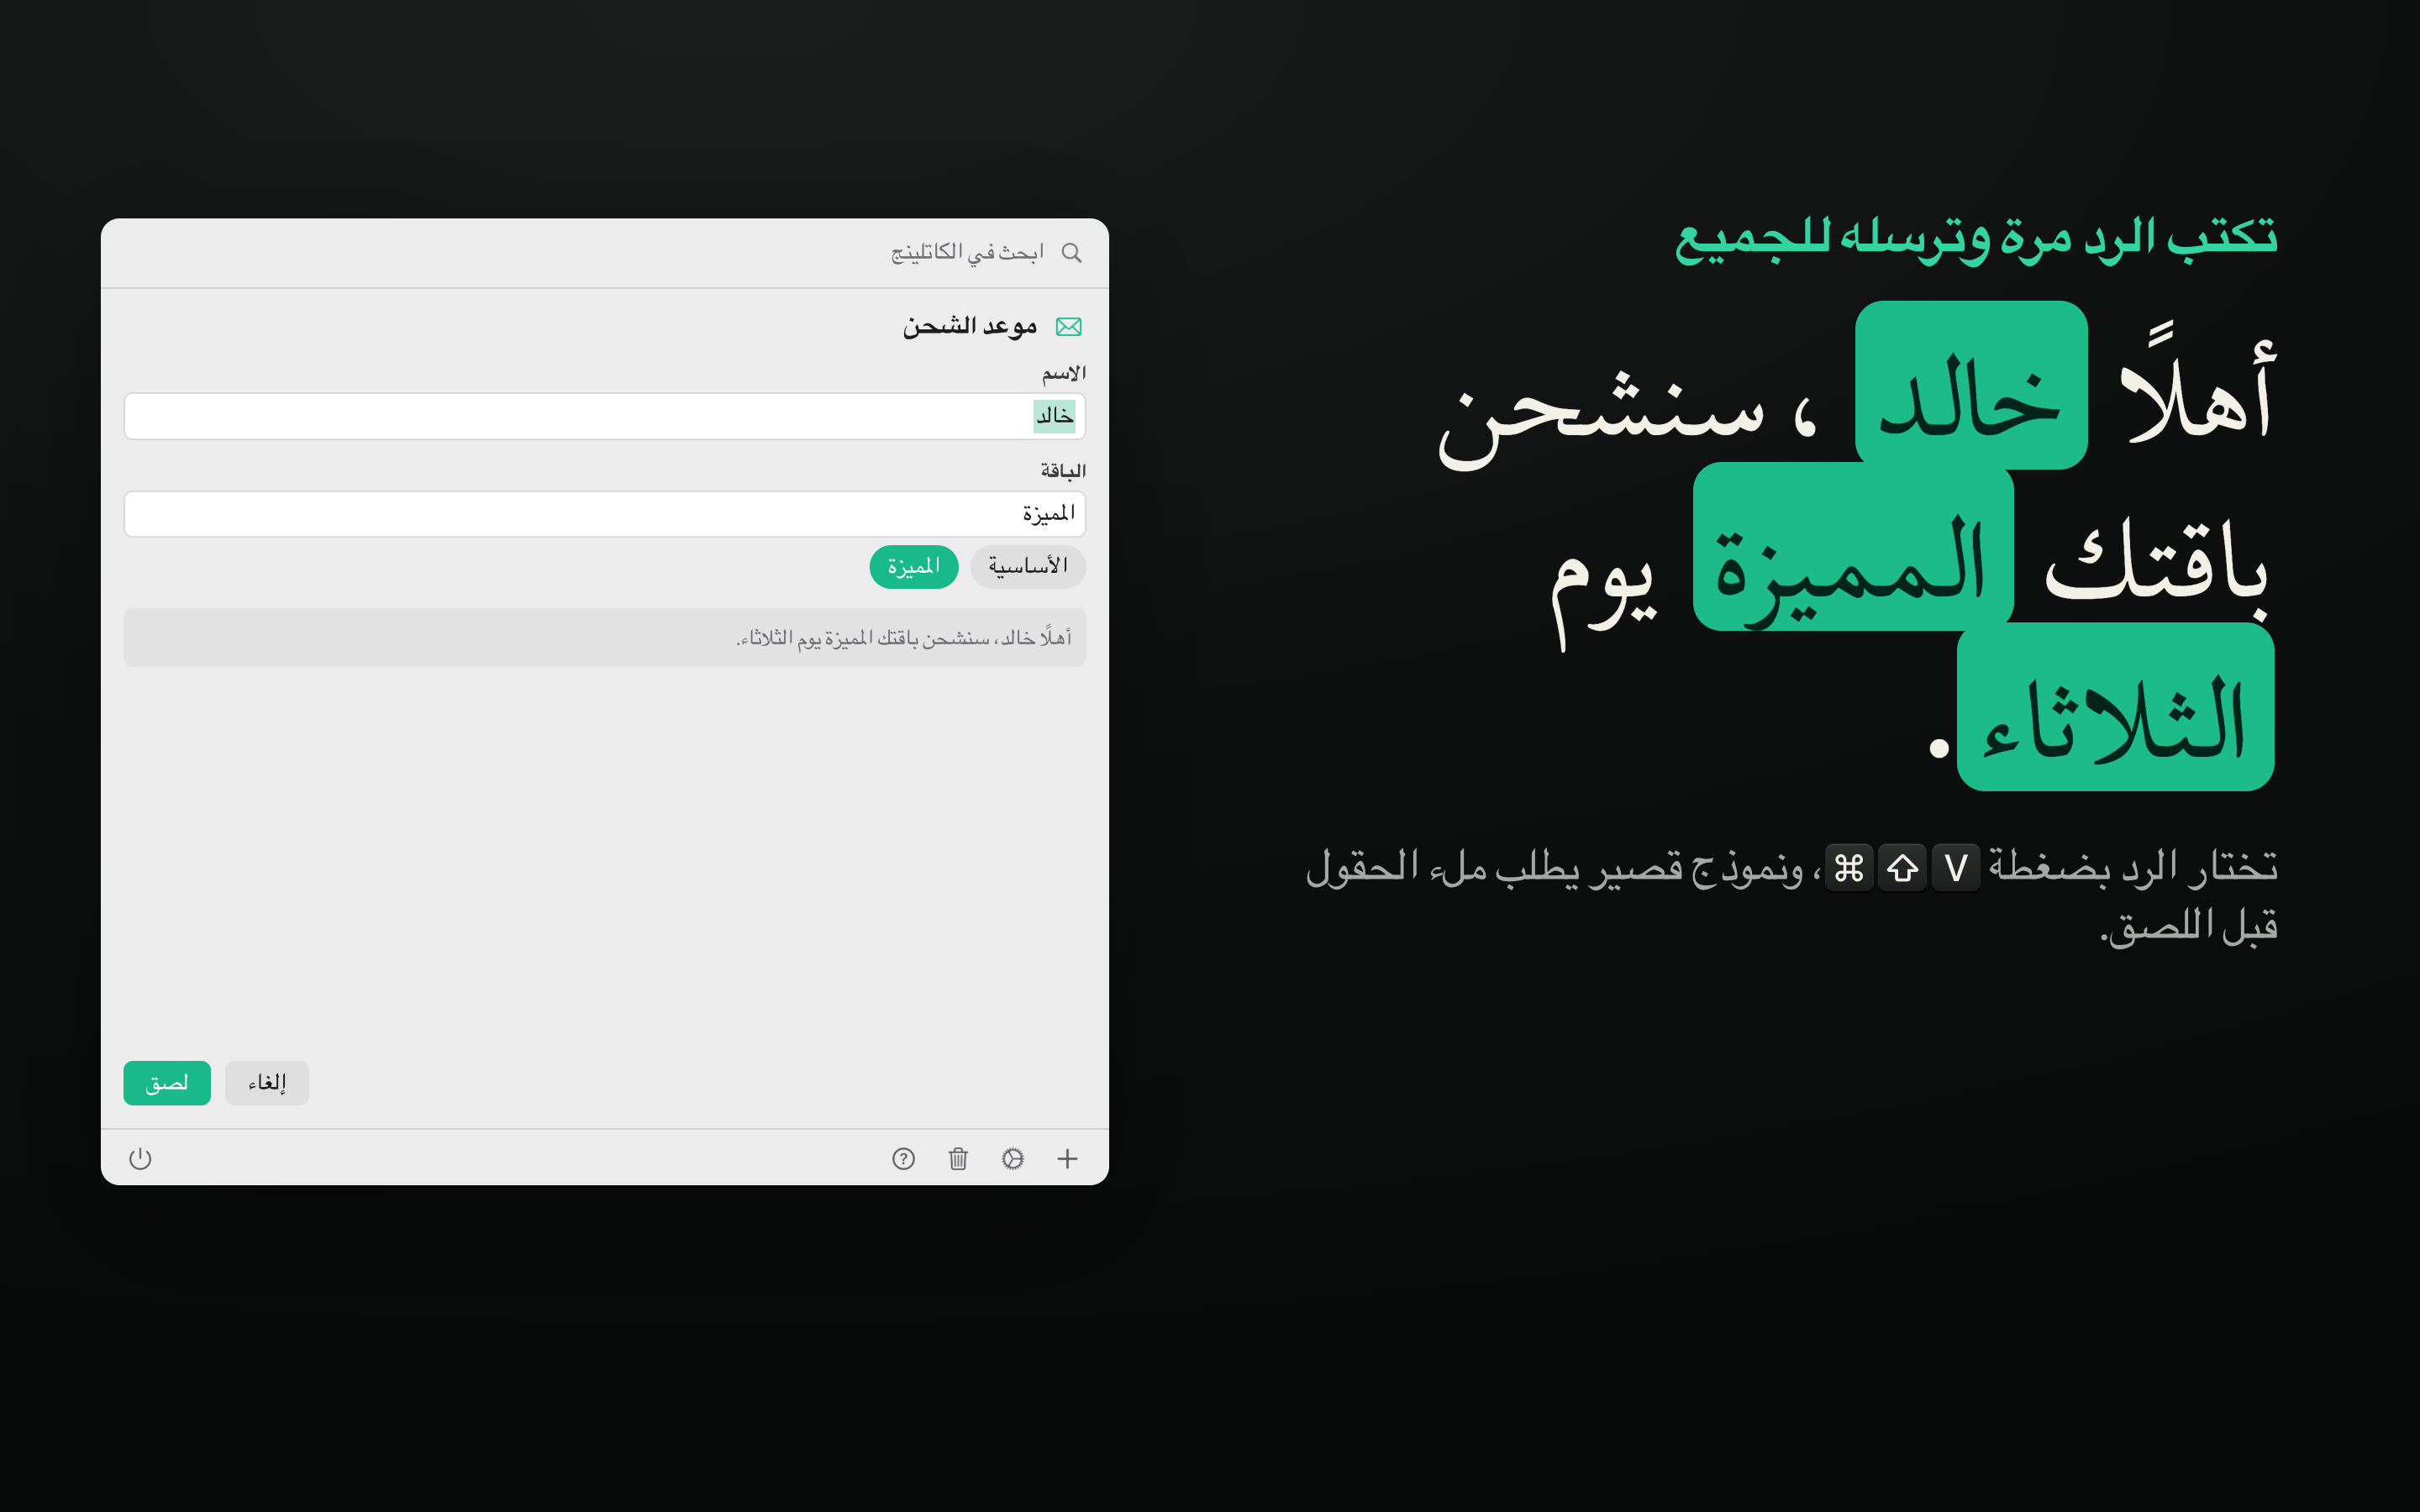 تكتب الرد مرة وترسله للجميع
أهلًا خالد ، سنشحن
باقتك المميزة يوم
الثلاثاء .
تختار الرد بضغطة ⌘⇧V، ونموذج قصير يطلب ملء الحقول
قبل اللصق.
ابحث في الكاتلينج
موعد الشحن
الاسم
خالد
الباقة
المميزة
الأساسية المميزة
أهلًا خالد، سنشحن باقتك المميزة يوم الثلاثاء.
إلغاء لصق